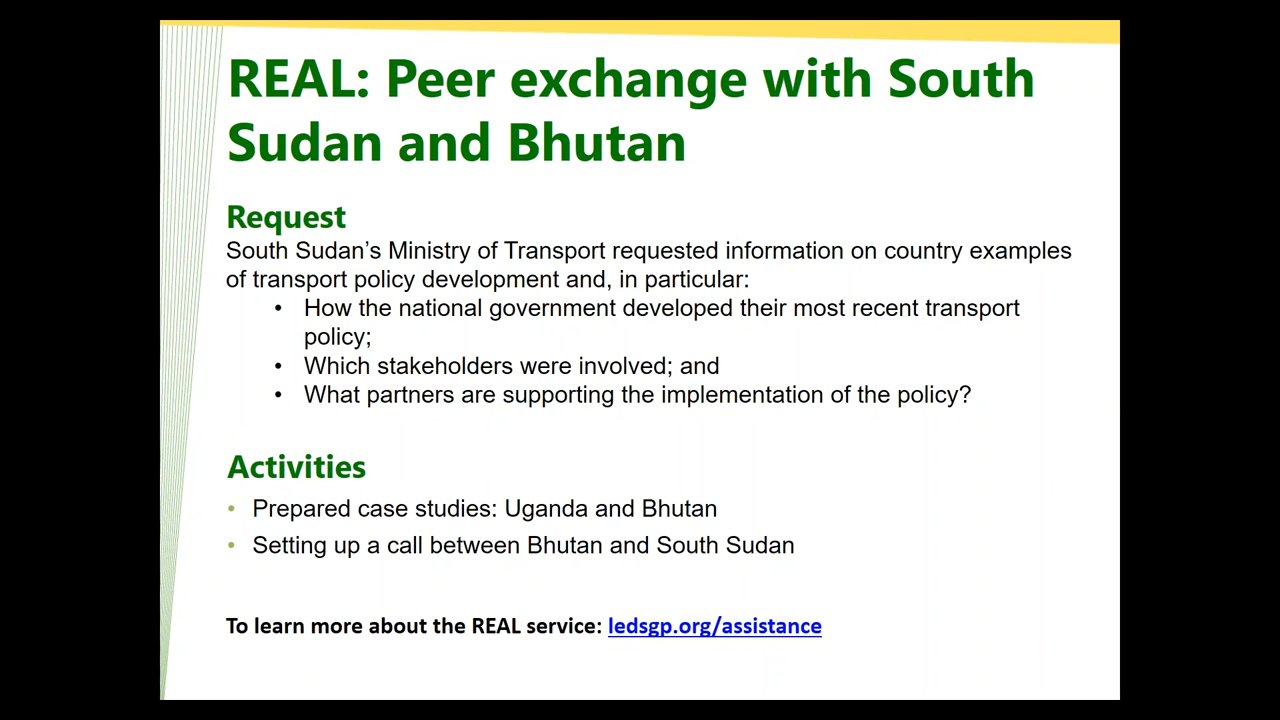 REAL: Peer exchange with South
Sudan and Bhutan
Request
South Sudan’s Ministry of Transport requested information on country examples
of transport policy development and, in particular:
• How the national government developed their most recent transport
policy;
• Which stakeholders were involved; and
• What partners are supporting the implementation of the policy?
Activities
• Prepared case studies: Uganda and Bhutan
• Setting up a call between Bhutan and South Sudan
To learn more about the REAL service: ledsgp.org/assistance